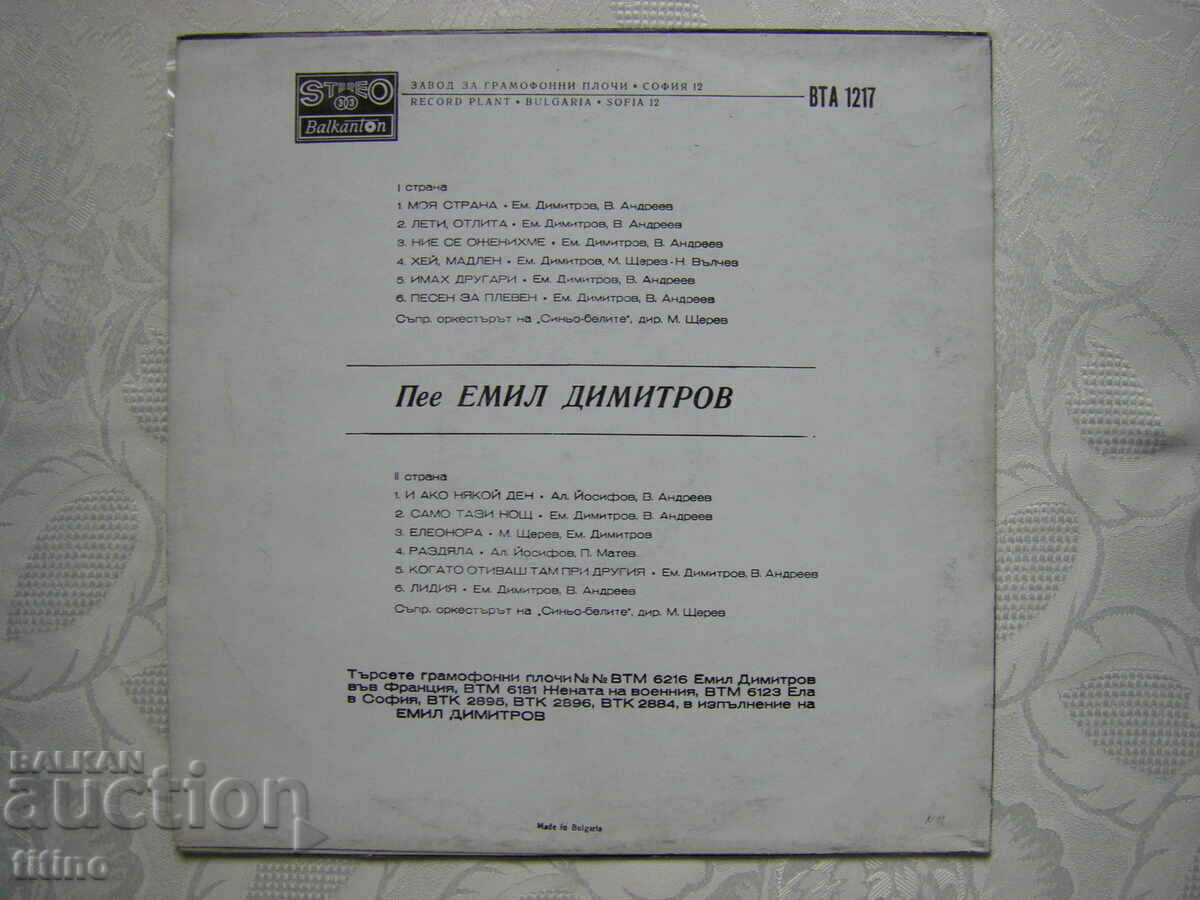 STEREO
33
Balkanton
ЗАВОД ЗА ГРАМОФОННИ ПЛОЧИ • СОФИЯ 12
RECORD PLANT • BULGARIA • SOFIA 12
ВТА 1217
I страна
1. МОЯ СТРАНА • Ем. Димитров, В. Андреев
2. ЛЕТИ, ОТЛИТА • Ем. Димитров, В. Андреев
3. НИЕ СЕ ОЖЕНИХМЕ • Ем. Димитров, В. Андреев
4. ХЕЙ, МАДЛЕН • Ем. Димитров, М. Щерев - Н. Вълчев
5. ИМАХ ДРУГАРИ • Ем. Димитров, В. Андреев
6. ПЕСЕН ЗА ПЛЕВЕН • Ем. Димитров, В. Андреев
Съпр. оркестърът на „Синьо-белите“, дир. М. Щерев
Пее ЕМИЛ ДИМИТРОВ
II страна
1. И АКО НЯКОЙ ДЕН • Ал. Йосифов, В. Андреев
2. САМО ТАЗИ НОЩ • Ем. Димитров, В. Андреев
3. ЕЛЕОНОРА • М. Щерев, Ем. Димитров
4. РАЗДЯЛА • Ал. Йосифов, П. Матев
5. КОГАТО ОТИВАШ ТАМ ПРИ ДРУГИЯ • Ем. Димитров, В. Андреев
6. ЛИДИЯ • Ем. Димитров, В. Андреев
Съпр. оркестърът на „Синьо-белите“, дир. М. Щерев
Търсете грамофонни плочи №№ ВТМ 6216 Емил Димитров
във Франция, ВТМ 6181 Жената на военния, ВТМ 6123 Ела
в София, ВТК 2895, ВТК 2896, ВТК 2884, в изпълнение на
ЕМИЛ ДИМИТРОВ
Made in Bulgaria
BALKAN
auction
titino